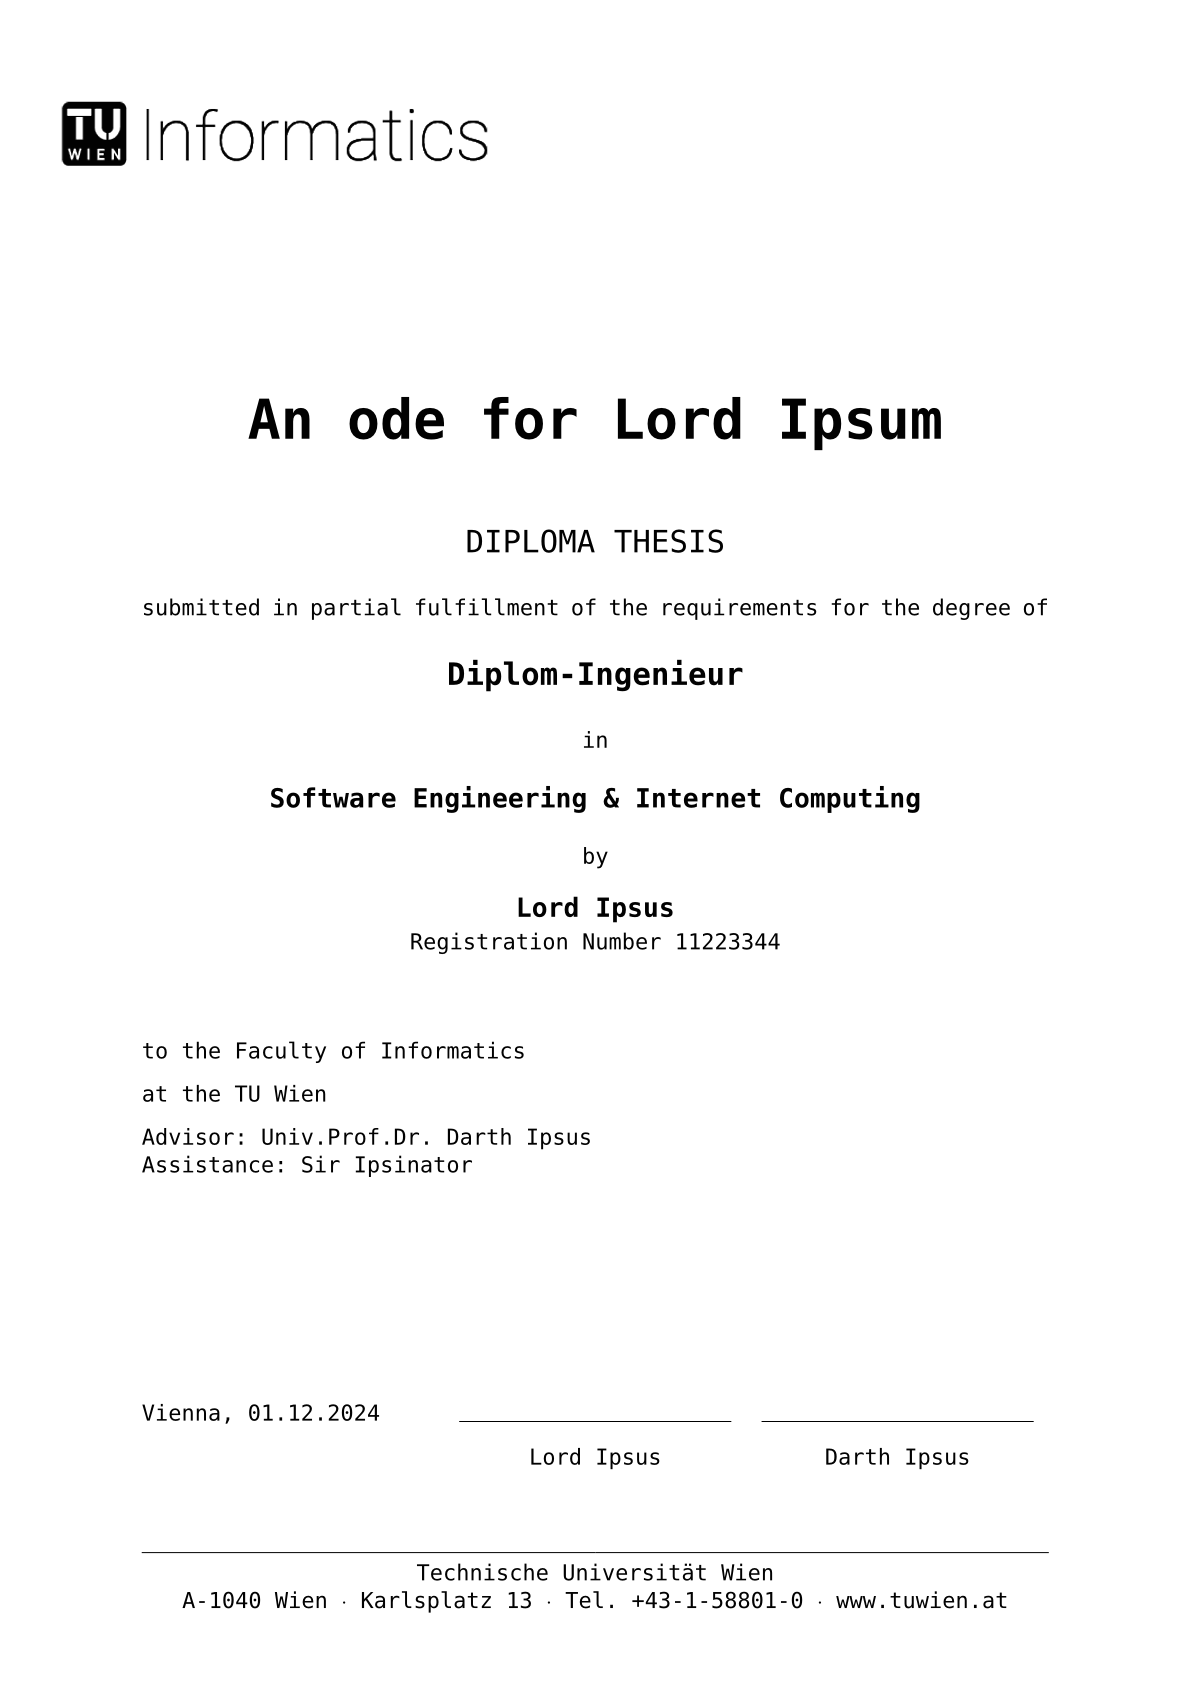 TU WIEN Informatics
An ode for Lord Ipsum
DIPLOMA THESIS
submitted in partial fulfillment of the requirements for the degree of
Diplom-Ingenieur
in
Software Engineering & Internet Computing
by
Lord Ipsus
Registration Number 11223344
to the Faculty of Informatics
at the TU Wien
Advisor: Univ.Prof.Dr. Darth Ipsus
Assistance: Sir Ipsinator
Vienna, 01.12.2024
Lord Ipsus Darth Ipsus
Technische Universität Wien
A-1040 Wien · Karlsplatz 13 · Tel. +43-1-58801-0 · www.tuwien.at